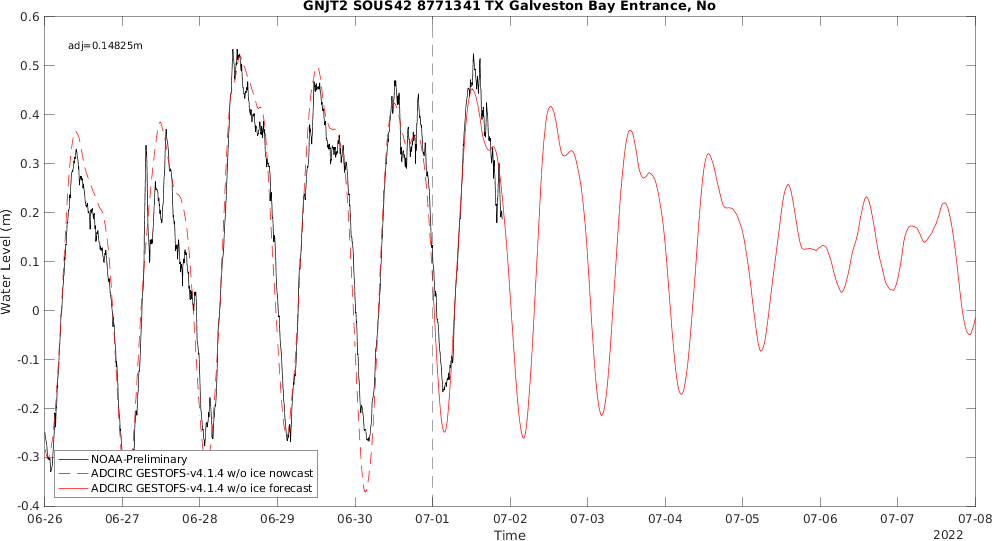 GNJT2 SOUS42 8771341 TX Galveston Bay Entrance, No
adj=0.14825m
Water Level (m)
0.6
0.5
0.4
0.3
0.2
0.1
0
-0.1
-0.2
-0.3
-0.4
NOAA-Preliminary
ADCIRC GESTOFS-v4.1.4 w/o ice nowcast
ADCIRC GESTOFS-v4.1.4 w/o ice forecast
06-26 06-27 06-28 06-29 06-30 07-01 07-02 07-03 07-04 07-05 07-06 07-07 07-08
Time
2022